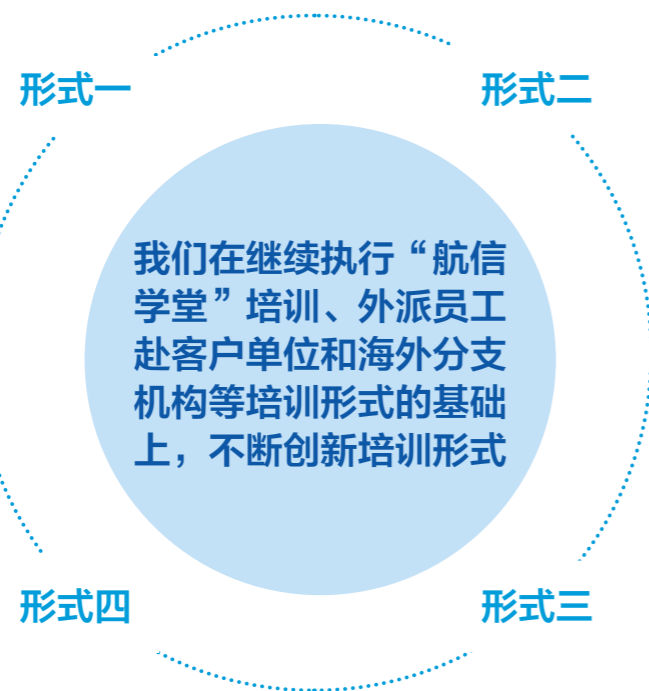 形式一
形式二
我们在继续执行“航信
学堂”培训、外派员工
赴客户单位和海外分支
机构等培训形式的基础
上，不断创新培训形式
形式四
形式三